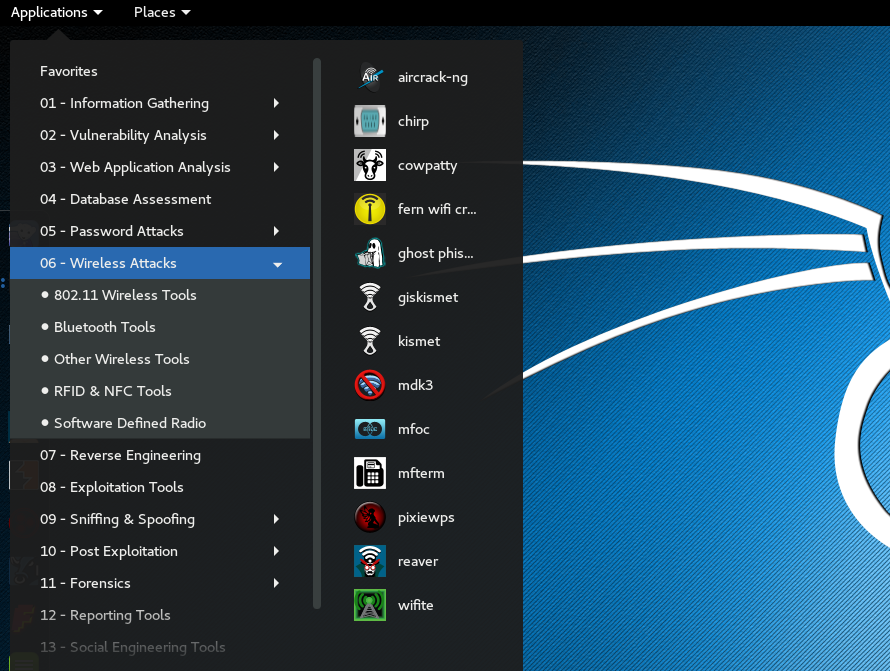 Applications Places
Favorites
01 - Information Gathering
02 - Vulnerability Analysis
03 - Web Application Analysis
04 - Database Assessment
05 - Password Attacks
06 - Wireless Attacks
802.11 Wireless Tools
Bluetooth Tools
Other Wireless Tools
RFID & NFC Tools
Software Defined Radio
07 - Reverse Engineering
08 - Exploitation Tools
09 - Sniffing & Spoofing
10 - Post Exploitation
11 - Forensics
12 - Reporting Tools
13 - Social Engineering Tools
AIR
aircrack-ng
chirp
cowpatty
fern wifi cr...
ghost phis...
giskismet
kismet
mdk3
mfoc
mfterm
pixiewps
reaver
wifite